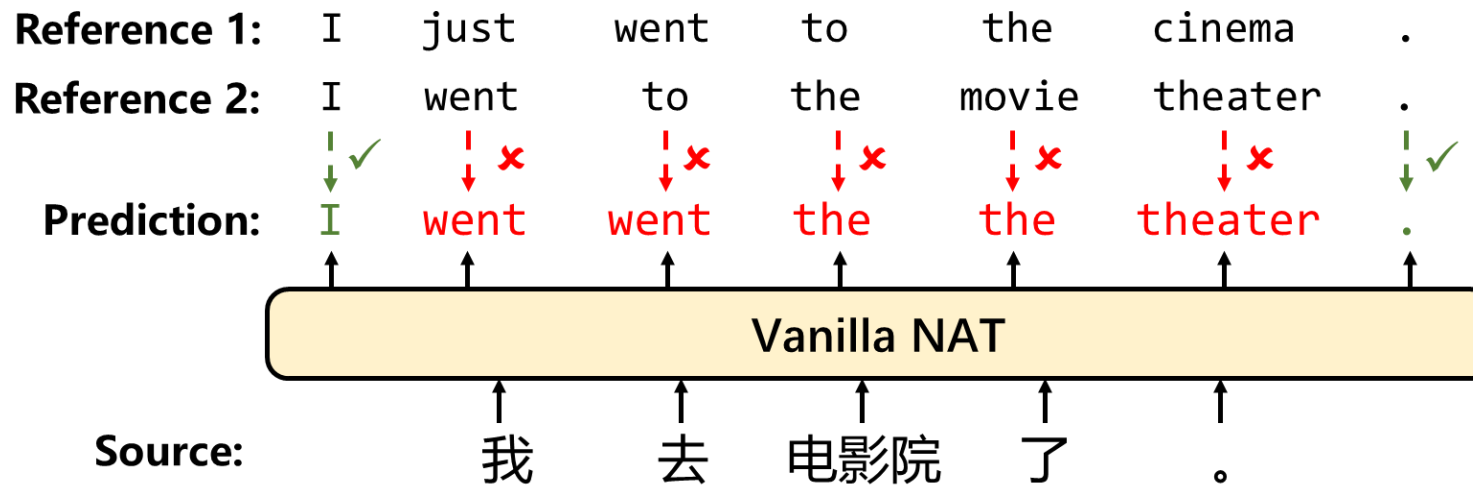 Reference 1: I just went to the cinema .
Reference 2: I went to the movie theater .
✓ ✘ ✘ ✘ ✘ ✘ ✓
Prediction: I went went the the theater .
Vanilla NAT
Source: 我 去 电影院 了 。